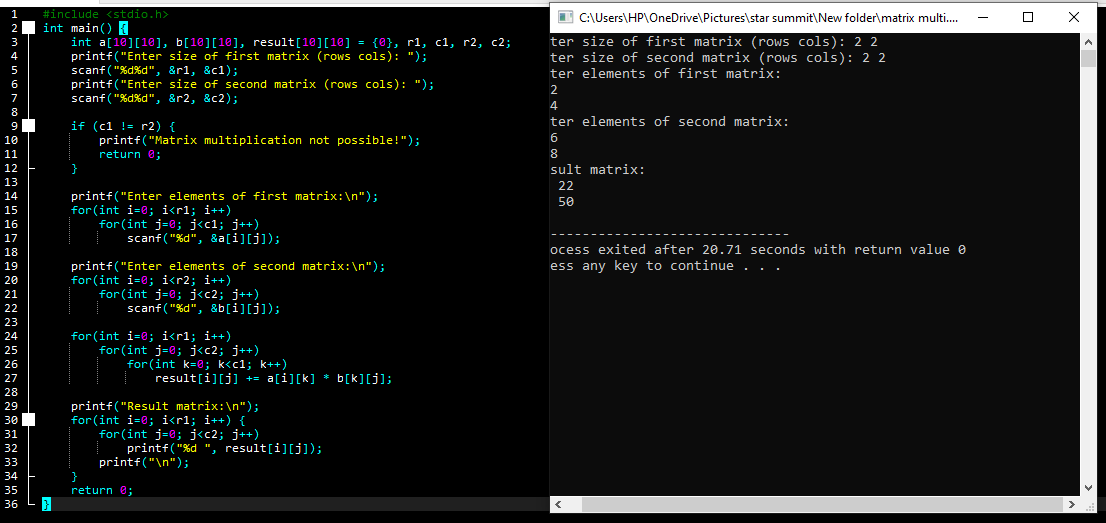 1 #include <stdio.h>
2 int main() {
3 int a[10][10], b[10][10], result[10][10] = {0}, r1, c1, r2, c2;
4 printf("Enter size of first matrix (rows cols): ");
5 scanf("%d%d", &r1, &c1);
6 printf("Enter size of second matrix (rows cols): ");
7 scanf("%d%d", &r2, &c2);
8
9 if (c1 != r2) {
10 printf("Matrix multiplication not possible!");
11 return 0;
12 }
13
14 printf("Enter elements of first matrix:\n");
15 for(int i=0; i<r1; i++)
16 for(int j=0; j<c1; j++)
17 scanf("%d", &a[i][j]);
18
19 printf("Enter elements of second matrix:\n");
20 for(int i=0; i<r2; i++)
21 for(int j=0; j<c2; j++)
22 scanf("%d", &b[i][j]);
23
24 for(int i=0; i<r1; i++)
25 for(int j=0; j<c2; j++)
26 for(int k=0; k<c1; k++)
27 result[i][j] += a[i][k] * b[k][j];
28
29 printf("Result matrix:\n");
30 for(int i=0; i<r1; i++) {
31 for(int j=0; j<c2; j++)
32 printf("%d ", result[i][j]);
33 printf("\n");
34 }
35 return 0;
36 }
C:\Users\HP\OneDrive\Pictures\star summit\New folder\matrix multi....
ter size of first matrix (rows cols): 2 2
ter size of second matrix (rows cols): 2 2
ter elements of first matrix:
2
4
ter elements of second matrix:
6
8
sult matrix:
22
50
------------------------------
ocess exited after 20.71 seconds with return value 0
ess any key to continue . . .